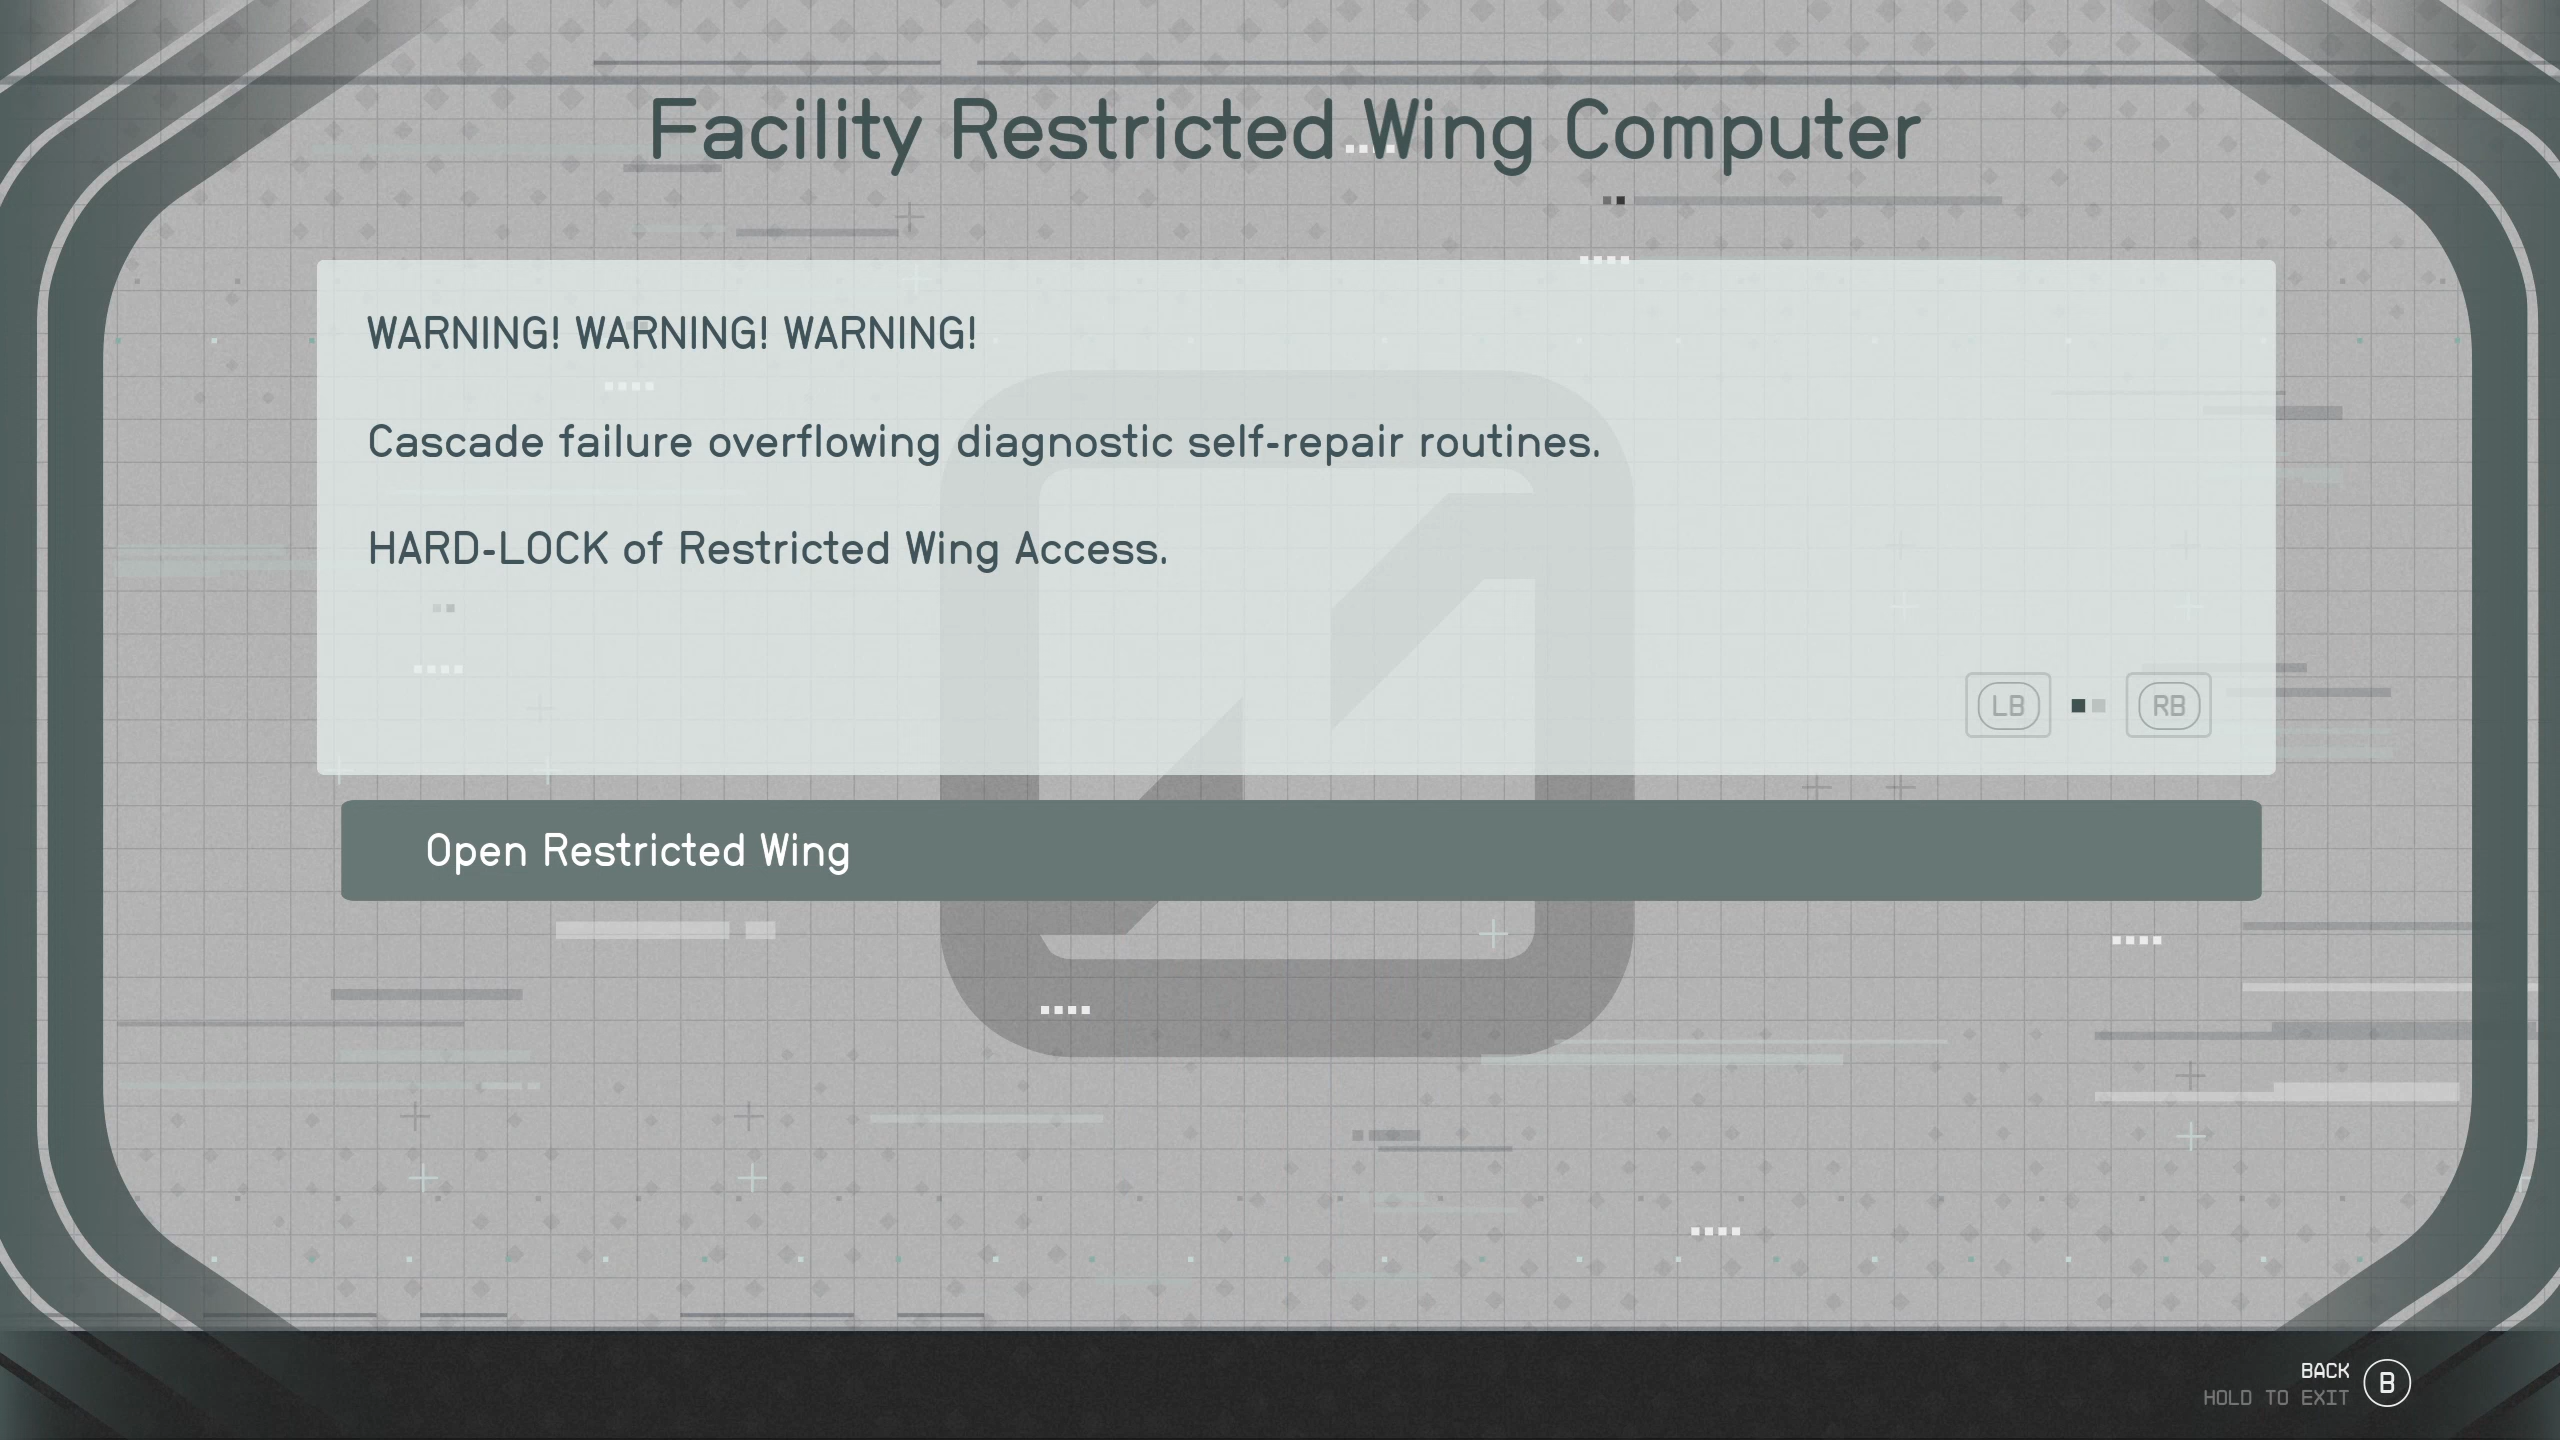 Facility Restricted Wing Computer
WARNING! WARNING! WARNING!
Cascade failure overflowing diagnostic self-repair routines.
HARD-LOCK of Restricted Wing Access.
LB RB
Open Restricted Wing
BACK
HOLD TO EXIT
B